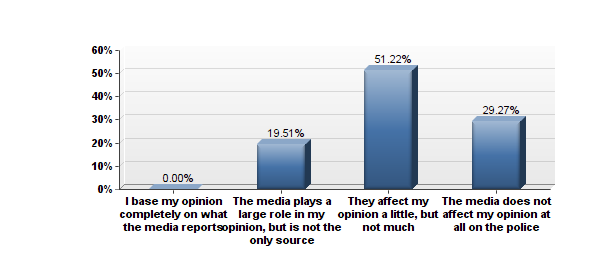 60%
50%
40%
30%
20%
10%
0%
0.00%
19.51%
51.22%
29.27%
I base my opinion
completely on what
the media reports
The media plays a
large role in my
opinion, but is not the
only source
They affect my
opinion a little, but
not much
The media does not
affect my opinion at
all on the police